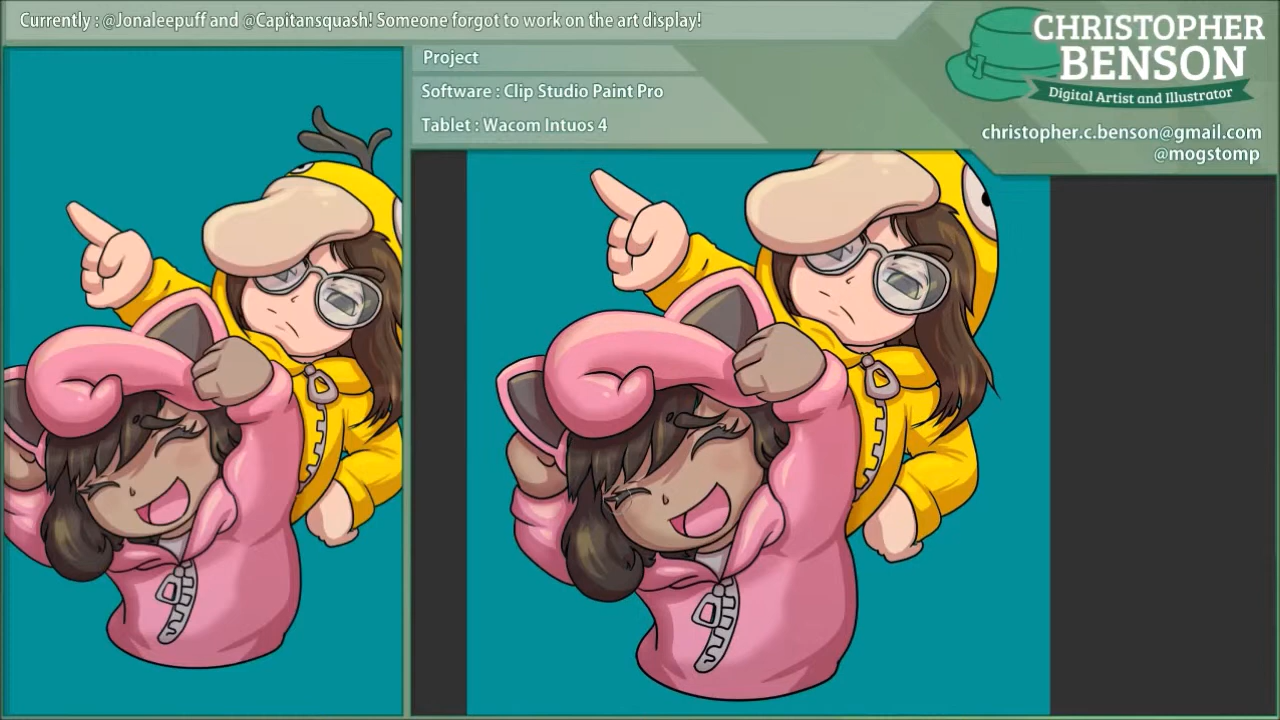 Currently : @Jonaleepuff and @Capitansquash! Someone forgot to work on the art display!
Project
Software : Clip Studio Paint Pro
Tablet : Wacom Intuos 4
CHRISTOPHER
BENSON
Digital Artist and Illustrator
christopher.c.benson@gmail.com
@mogstomp